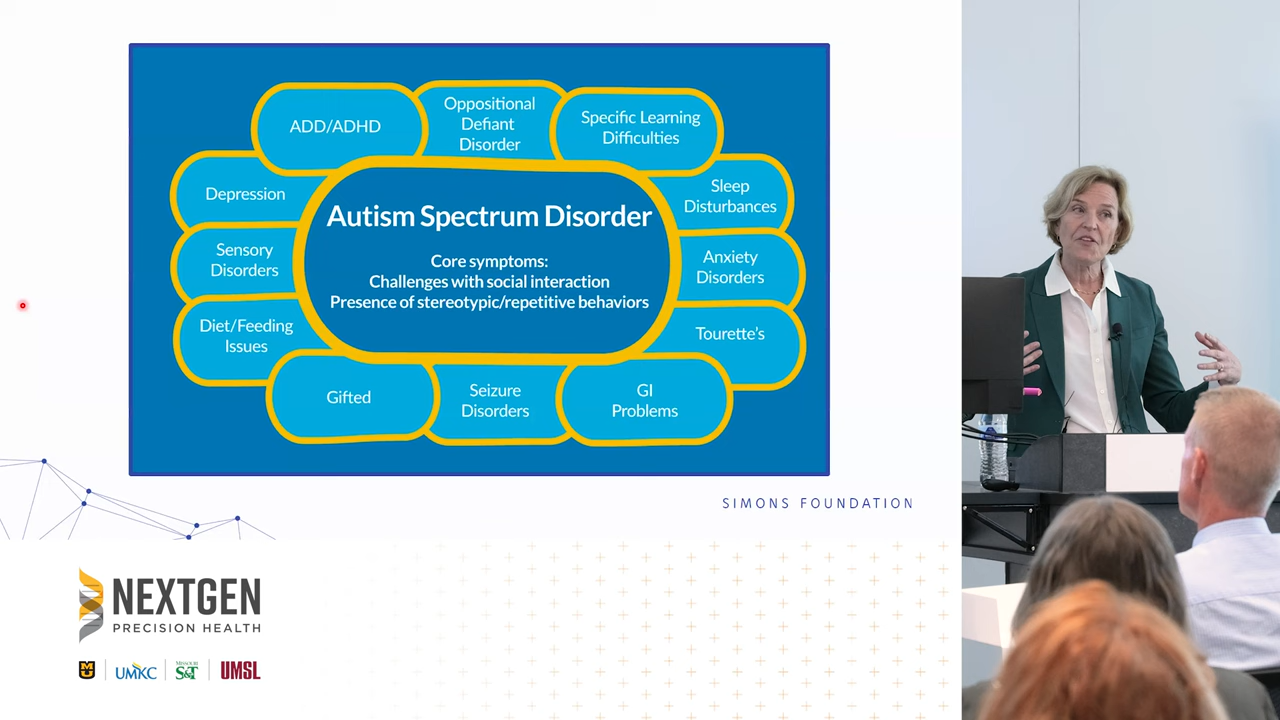 ADD/ADHD
Oppositional
Defiant
Disorder
Specific Learning
Difficulties
Depression
Sleep
Disturbances
Autism Spectrum Disorder
Core symptoms:
Challenges with social interaction
Presence of stereotypic/repetitive behaviors
Sensory
Disorders
Anxiety
Disorders
Diet/Feeding
Issues
Tourette's
Gifted
Seizure
Disorders
GI
Problems
SIMONS FOUNDATION
NEXTGEN
PRECISION HEALTH
MU
UMKC
MISSOURI
S&T
UMSL